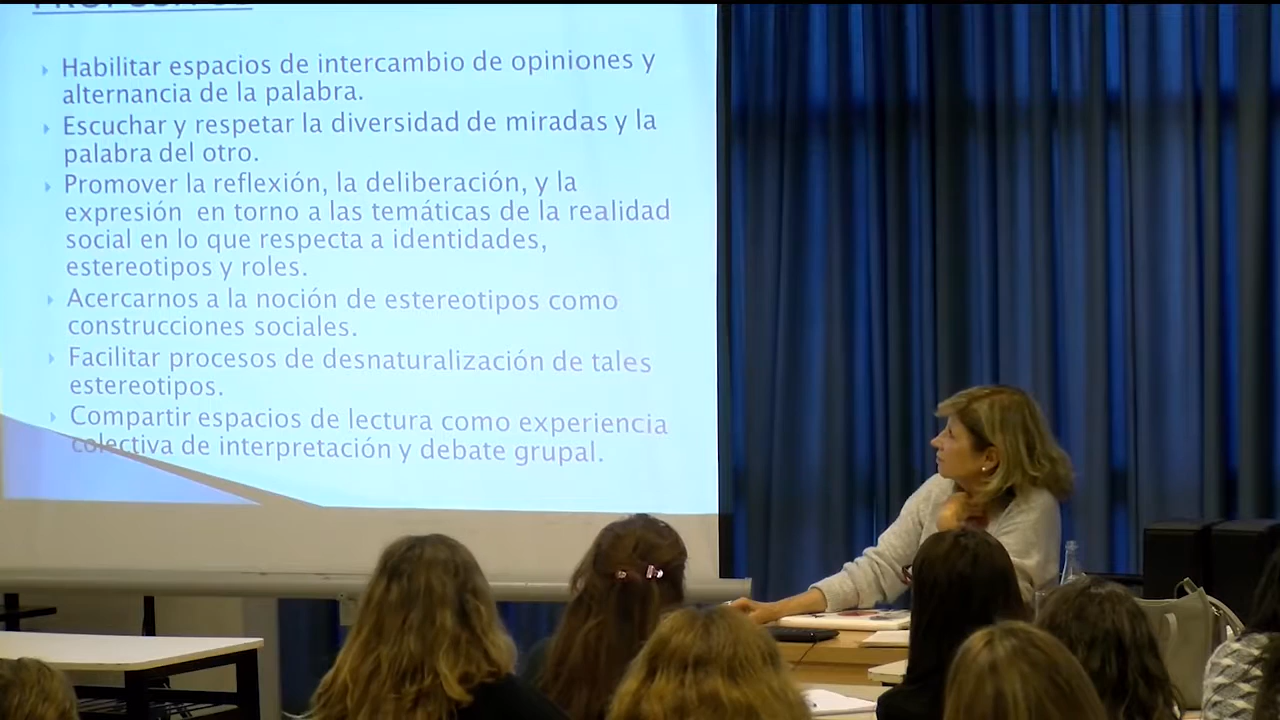 Habilitar espacios de intercambio de opiniones y
alternancia de la palabra.
Escuchar y respetar la diversidad de miradas y la
palabra del otro.
Promover la reflexión, la deliberación, y la
expresión en torno a las temáticas de la realidad
social en lo que respecta a identidades,
estereotipos y roles.
Acercarnos a la noción de estereotipos como
construcciones sociales.
Facilitar procesos de desnaturalización de tales
estereotipos.
Compartir espacios de lectura como experiencia
colectiva de interpretación y debate grupal.